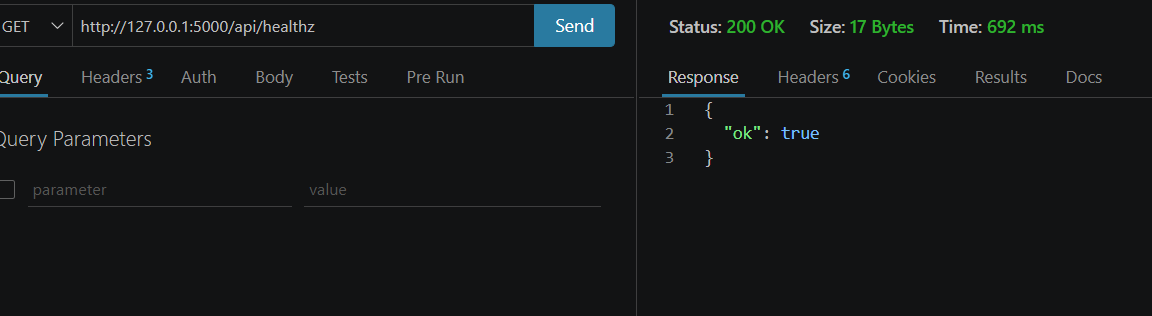 GET http://127.0.0.1:5000/api/healthz Send
Query Headers 3 Auth Body Tests Pre Run
Query Parameters
parameter value
Status: 200 OK Size: 17 Bytes Time: 692 ms
Response Headers 6 Cookies Results Docs
1 {
2 "ok": true
3 }